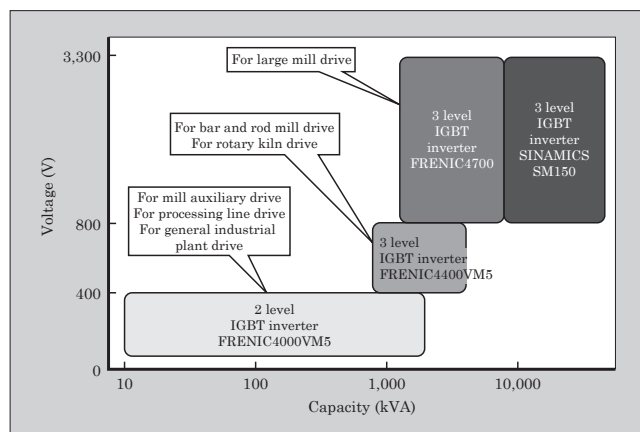 3,300
Voltage (V)
800
400
0
For large mill drive
For bar and rod mill drive
For rotary kiln drive
For mill auxiliary drive
For processing line drive
For general industrial
plant drive
3 level
IGBT
inverter
FRENIC4700
3 level
IGBT
inverter
SINAMICS
SM150
3 level
IGBT inverter
FRENIC4400VM5
2 level
IGBT inverter
FRENIC4000VM5
10
100
1,000
10,000
Capacity (kVA)